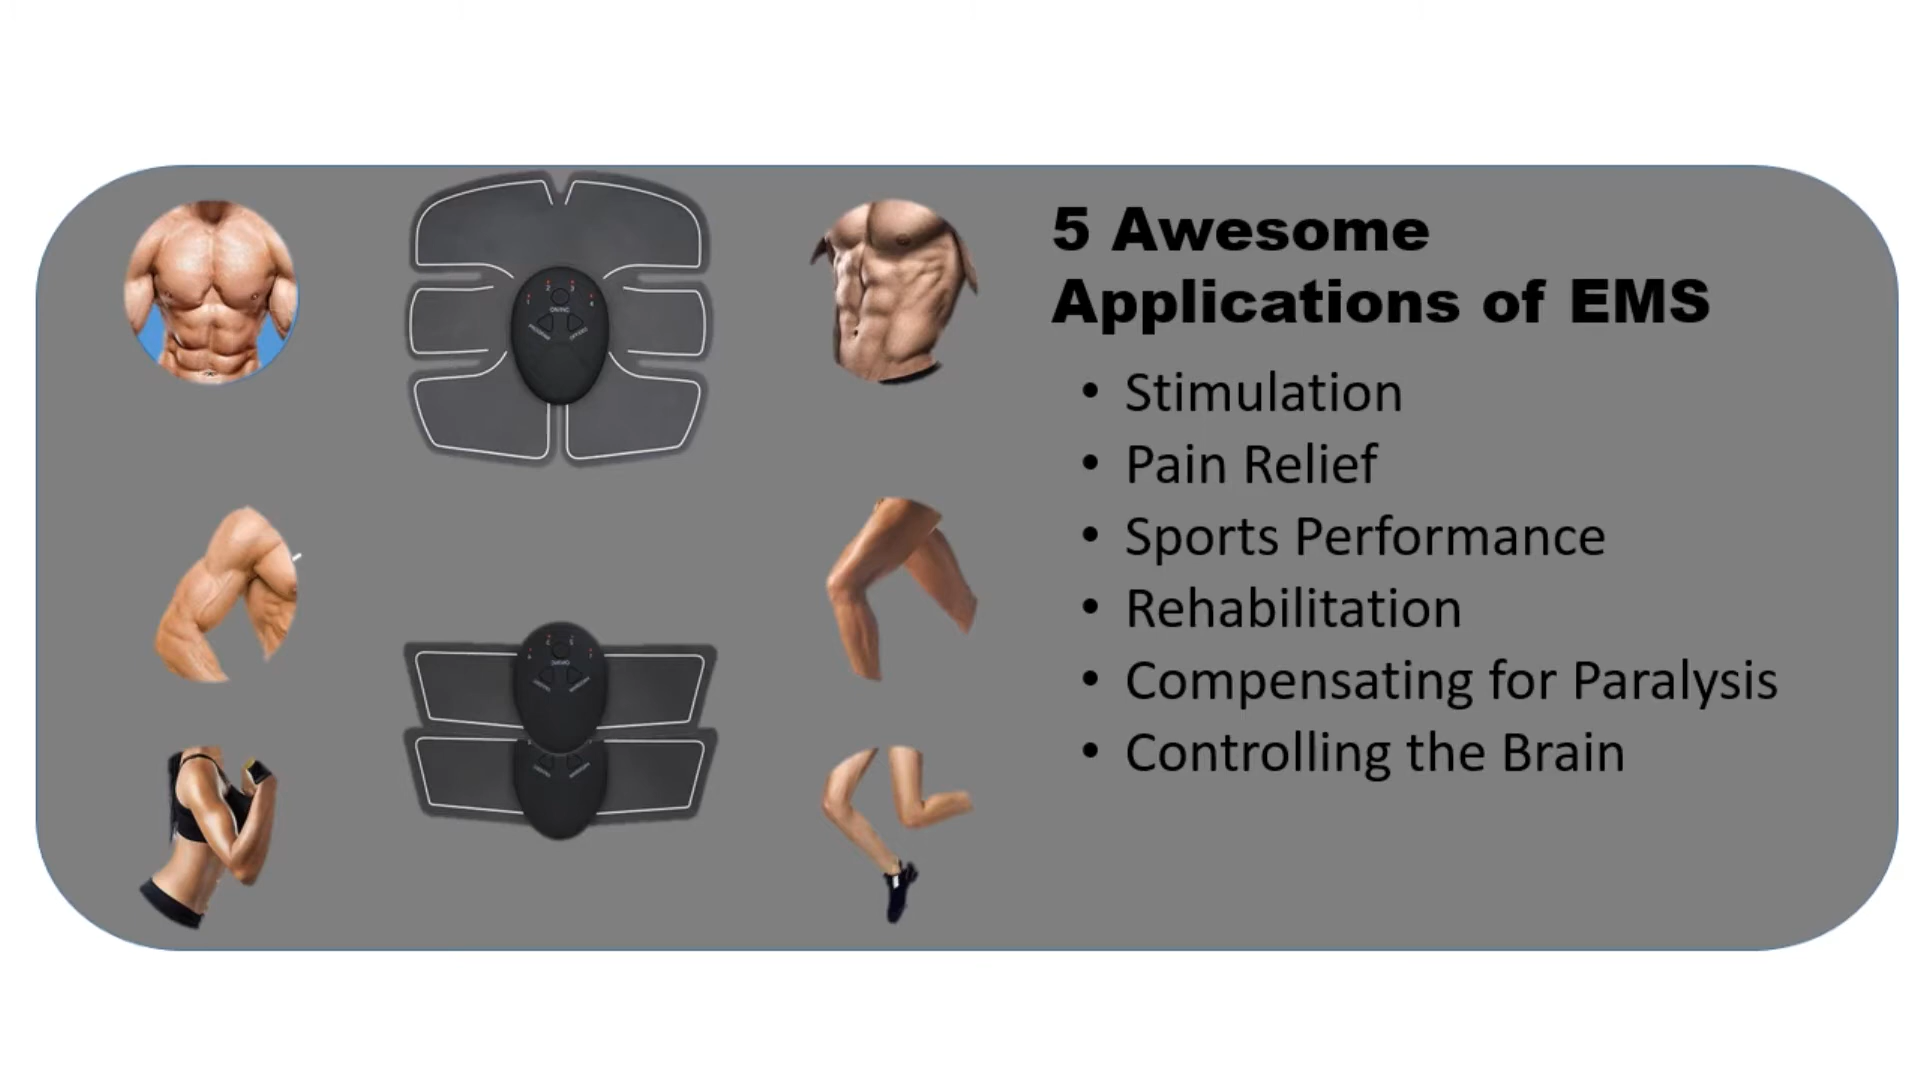 5 Awesome
Applications of EMS
• Stimulation
• Pain Relief
• Sports Performance
• Rehabilitation
• Compensating for Paralysis
• Controlling the Brain